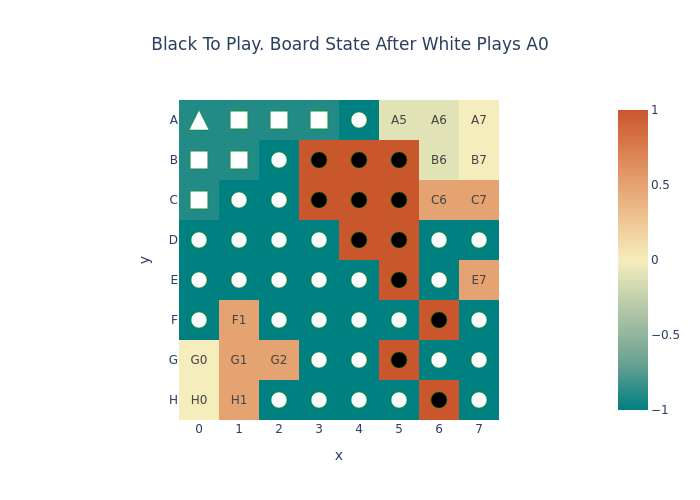 Black To Play. Board State After White Plays A0
A A5 A6 A7
B B6 B7
C C6 C7
D
E E7
F F1
G G0 G1 G2
H H0 H1
0 1 2 3 4 5 6 7
x
y
1
0.5
0
−0.5
−1